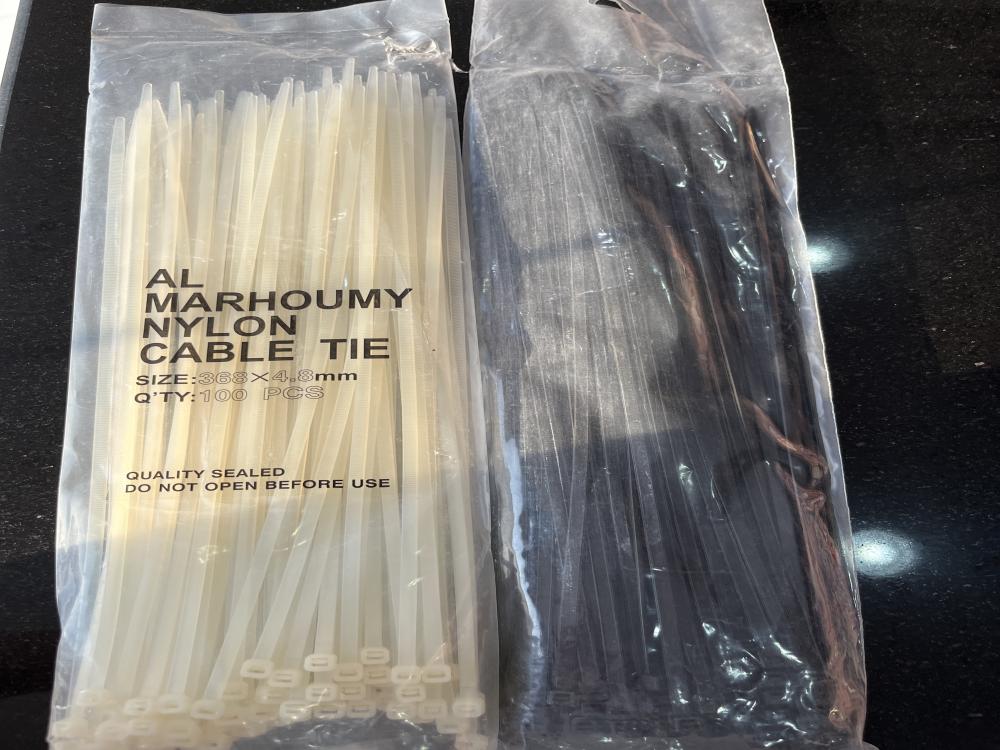 AL
MARHOUMY
NYLON
CABLE TIE
SIZE:368×4.8mm
Q'TY:100 PCS
QUALITY SEALED
DO NOT OPEN BEFORE USE